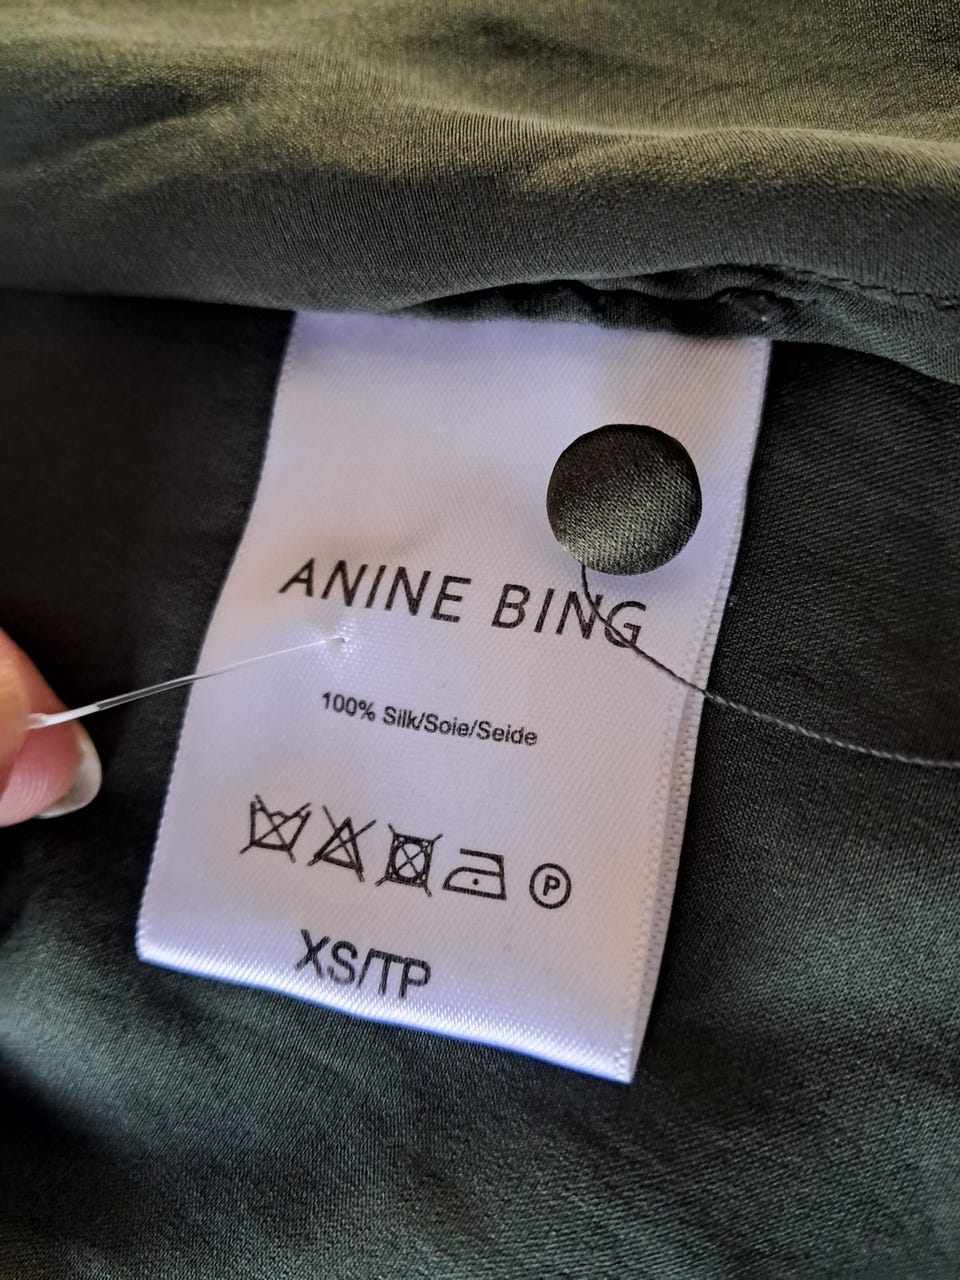 ANINE BING
100% Silk/Soie/Seide
P
XS/TP